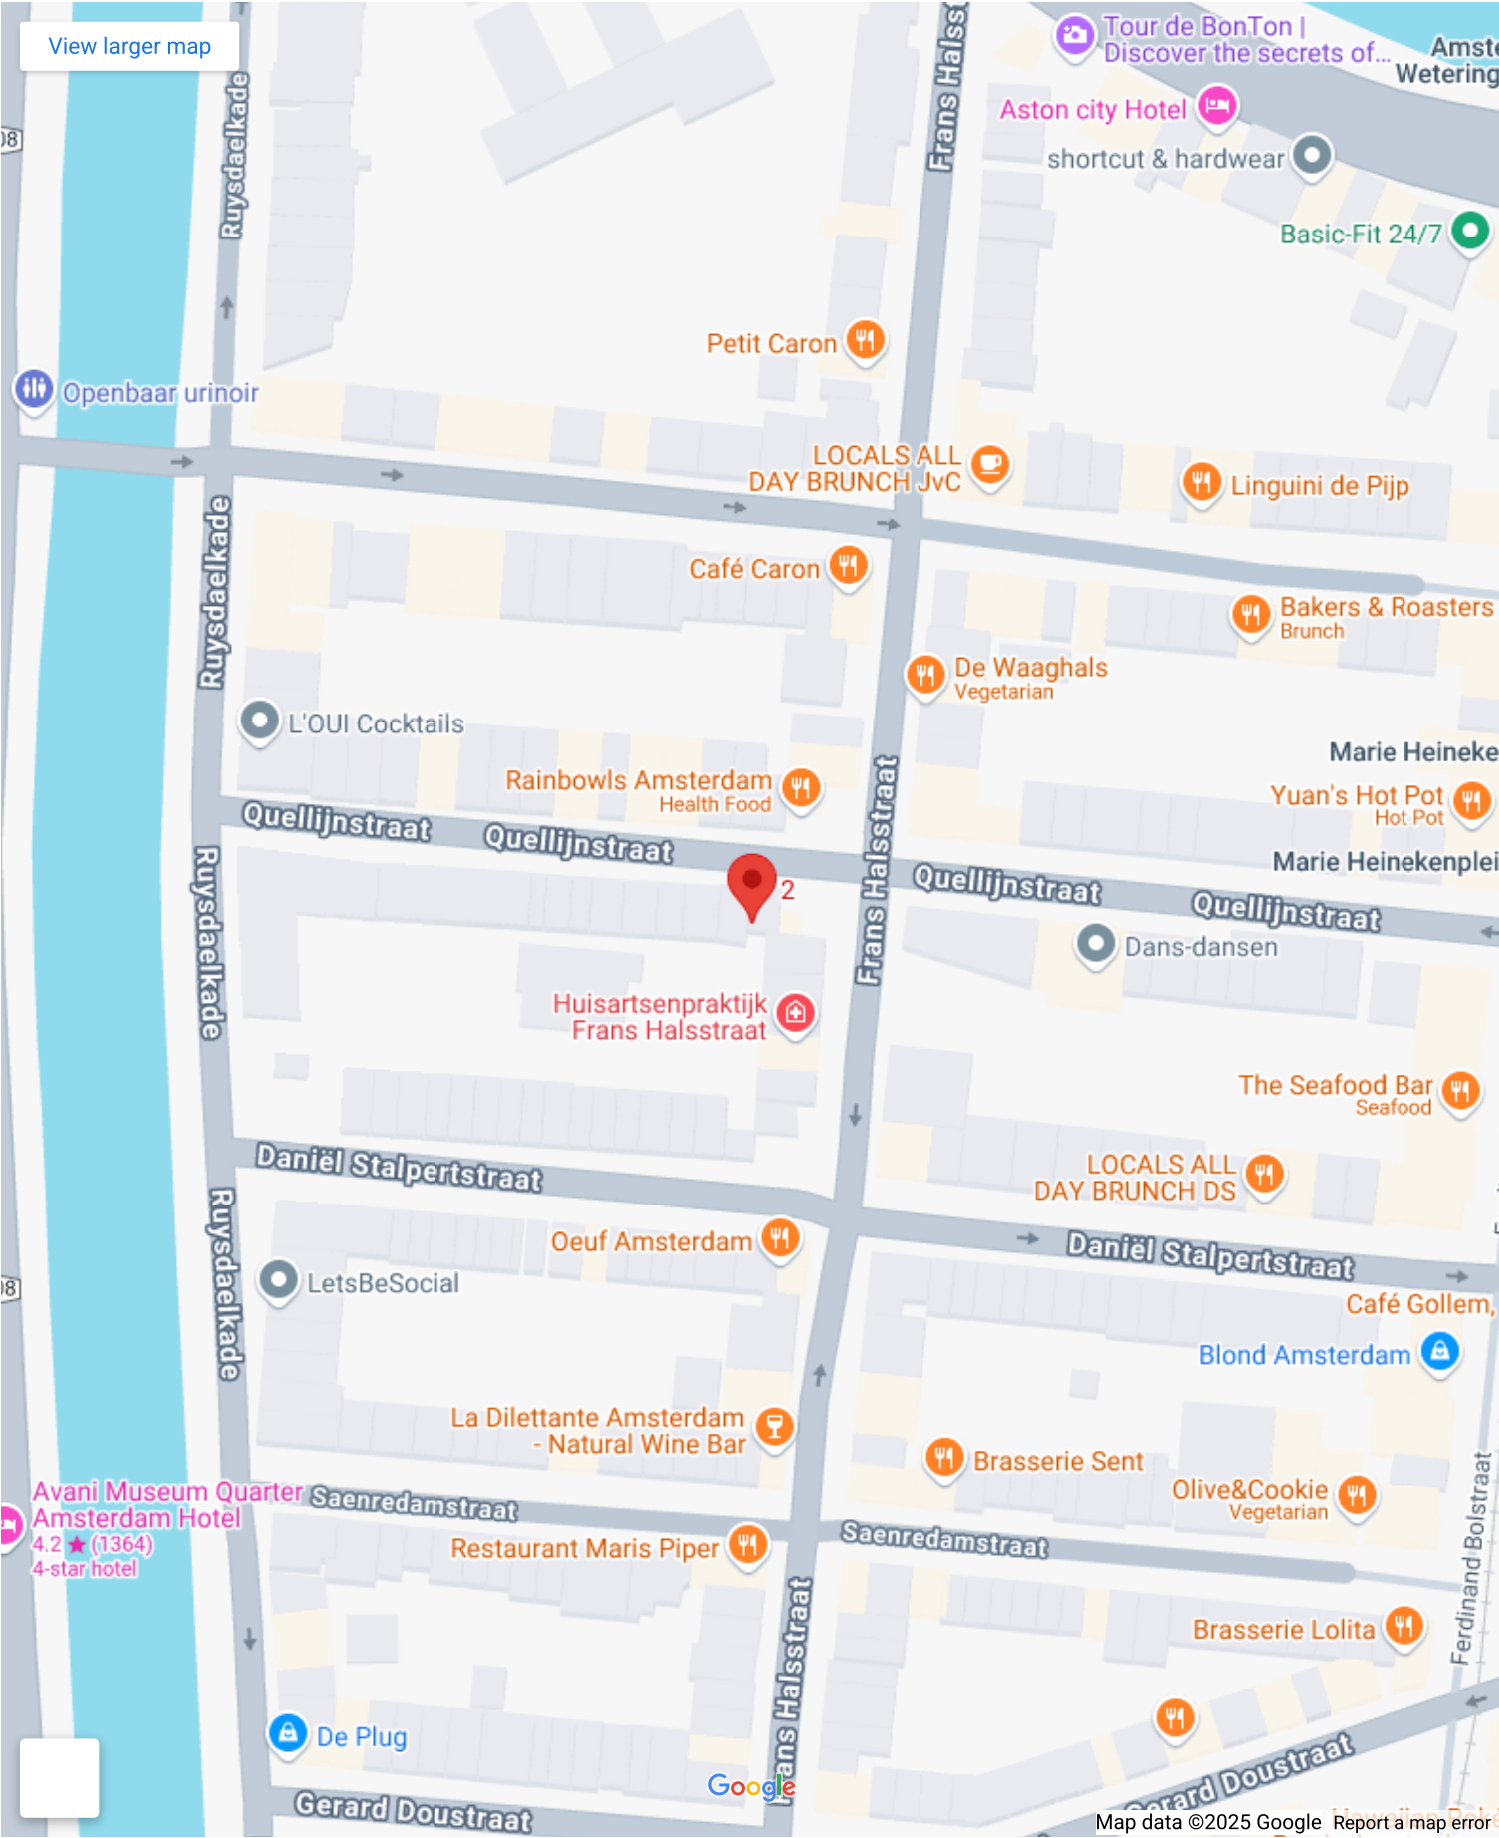 View larger map
Tour de BonTon |
Discover the secrets of...
Amste
Wetering
Aston city Hotel
shortcut & hardwear
Basic-Fit 24/7
Ruysdaelkade
Frans Halsst
08
Petit Caron
Openbaar urinoir
LOCALS ALL
DAY BRUNCH JvC
Linguini de Pijp
Café Caron
Bakers & Roasters
Brunch
De Waaghals
Vegetarian
Ruysdaelkade
L'OUI Cocktails
Marie Heineke
Rainbowls Amsterdam
Health Food
Yuan's Hot Pot
Hot Pot
Quellijnstraat
Quellijnstraat
Frans Halsstraat
Marie Heinekenplei
2
Quellijnstraat
Quellijnstraat
Ruysdaelkade
Dans-dansen
Huisartsenpraktijk
Frans Halsstraat
The Seafood Bar
Seafood
Daniël Stalpertstraat
LOCALS ALL
DAY BRUNCH DS
Oeuf Amsterdam
Daniël Stalpertstraat
LetsBeSocial
08
Ruysdaelkade
Café Gollem,
Blond Amsterdam
La Dilettante Amsterdam
- Natural Wine Bar
Brasserie Sent
Olive&Cookie
Vegetarian
Avani Museum Quarter
Amsterdam Hotel
4.2 ★ (1364)
4-star hotel
Saenredamstraat
Restaurant Maris Piper
Saenredamstraat
Ferdinand Bolstraat
Brasserie Lolita
Frans Halsstraat
De Plug
Google
Gerard Doustraat
Gerard Doustraat
Hawaiian Poké
Map data ©2025 Google
Report a map error